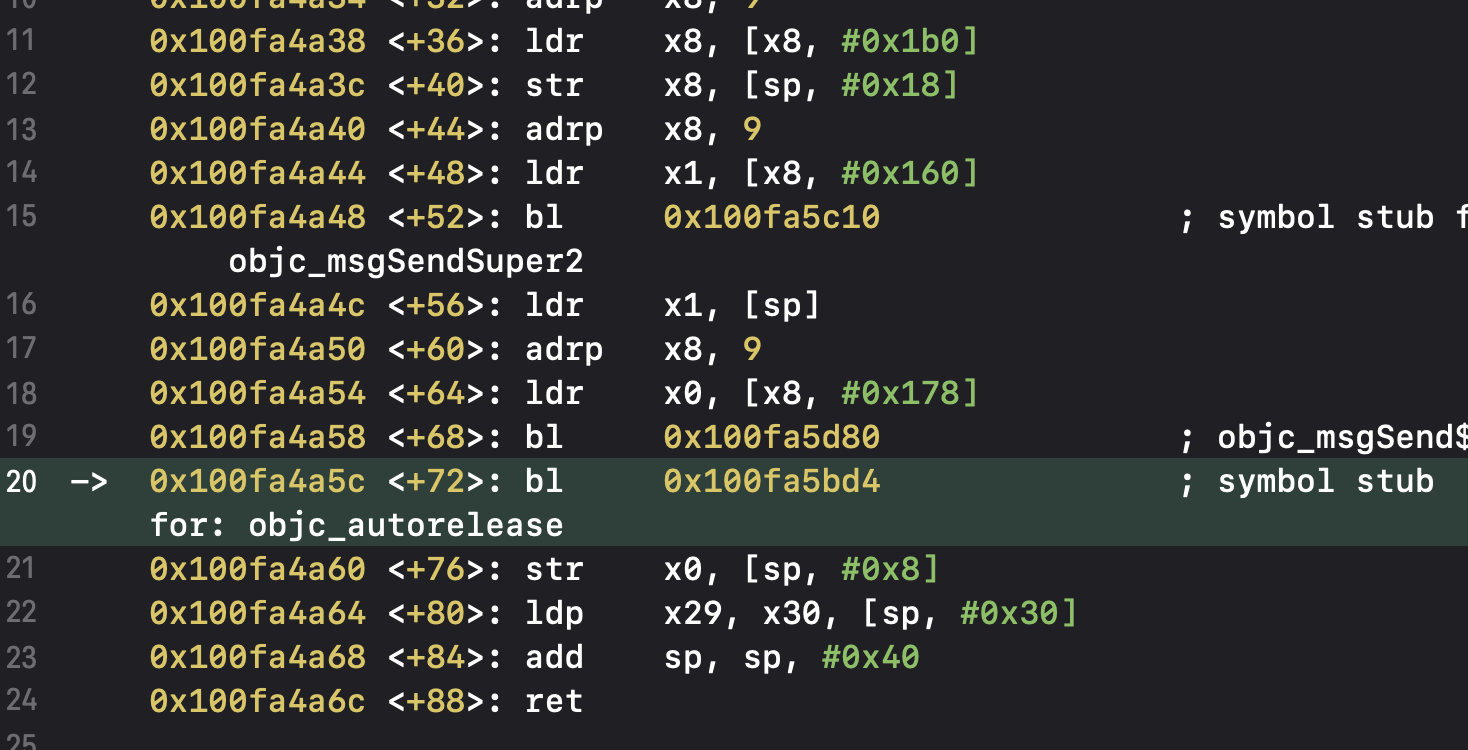 10 0x100fa4a34 <+32>: adrp x8, 9
11 0x100fa4a38 <+36>: ldr x8, [x8, #0x1b0]
12 0x100fa4a3c <+40>: str x8, [sp, #0x18]
13 0x100fa4a40 <+44>: adrp x8, 9
14 0x100fa4a44 <+48>: ldr x1, [x8, #0x160]
15 0x100fa4a48 <+52>: bl 0x100fa5c10 ; symbol stub f
objc_msgSendSuper2
16 0x100fa4a4c <+56>: ldr x1, [sp]
17 0x100fa4a50 <+60>: adrp x8, 9
18 0x100fa4a54 <+64>: ldr x0, [x8, #0x178]
19 0x100fa4a58 <+68>: bl 0x100fa5d80 ; objc_msgSend$
20 -> 0x100fa4a5c <+72>: bl 0x100fa5bd4 ; symbol stub
for: objc_autorelease
21 0x100fa4a60 <+76>: str x0, [sp, #0x8]
22 0x100fa4a64 <+80>: ldp x29, x30, [sp, #0x30]
23 0x100fa4a68 <+84>: add sp, sp, #0x40
24 0x100fa4a6c <+88>: ret
25